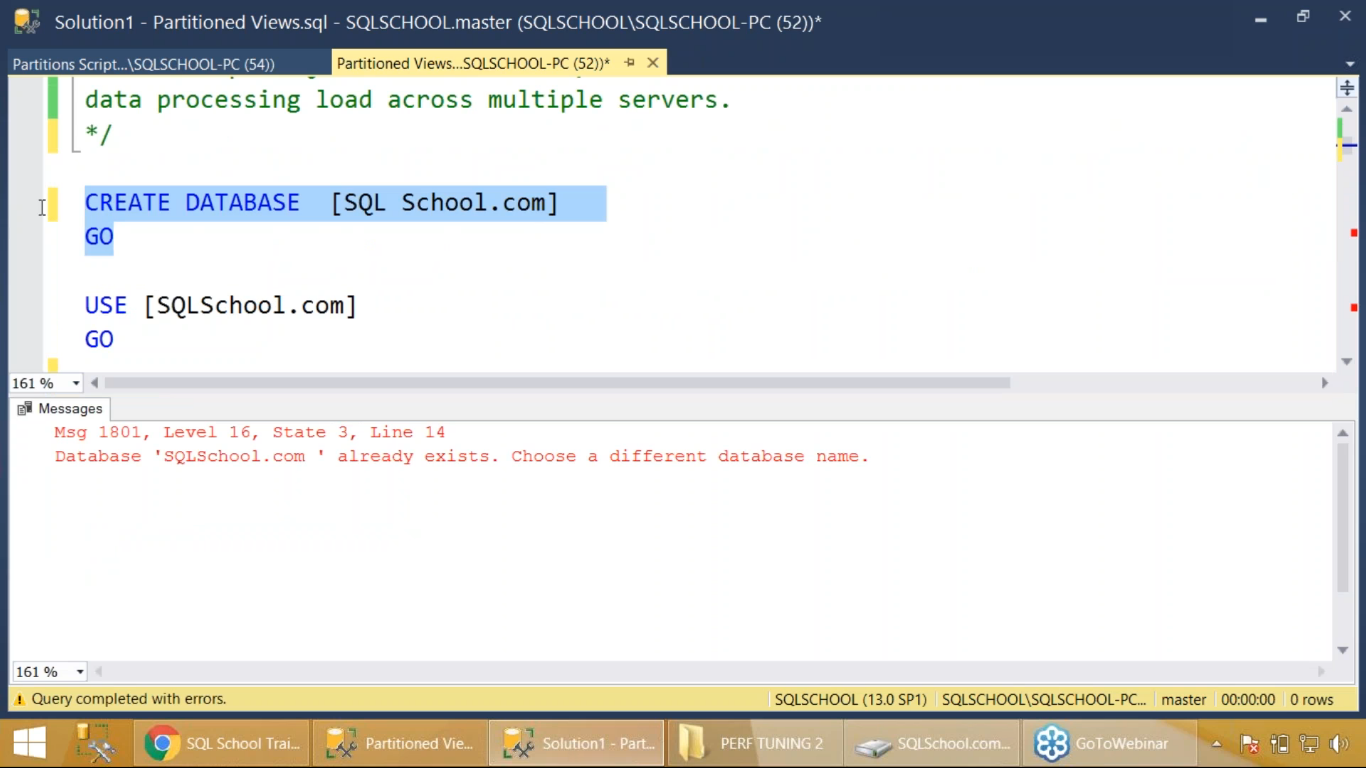 Solution1 - Partitioned Views.sql - SQLSCHOOL.master (SQLSCHOOL\SQLSCHOOL-PC (52))*
Partitions Script...\SQLSCHOOL-PC (54))
Partitioned Views...SQLSCHOOL-PC (52))*
data processing load across multiple servers.
*/
CREATE DATABASE  [SQL School.com]
GO
USE [SQLSchool.com]
GO
161 %
Messages
Msg 1801, Level 16, State 3, Line 14
Database 'SQLSchool.com ' already exists. Choose a different database name.
161 %
Query completed with errors.
SQLSCHOOL (13.0 SP1)
SQLSCHOOL\SQLSCHOOL-PC...
master
00:00:00
0 rows
SQL School Trai...
Partitioned Vie...
Solution1 - Part...
PERF TUNING 2
SQLSchool.com...
GoToWebinar